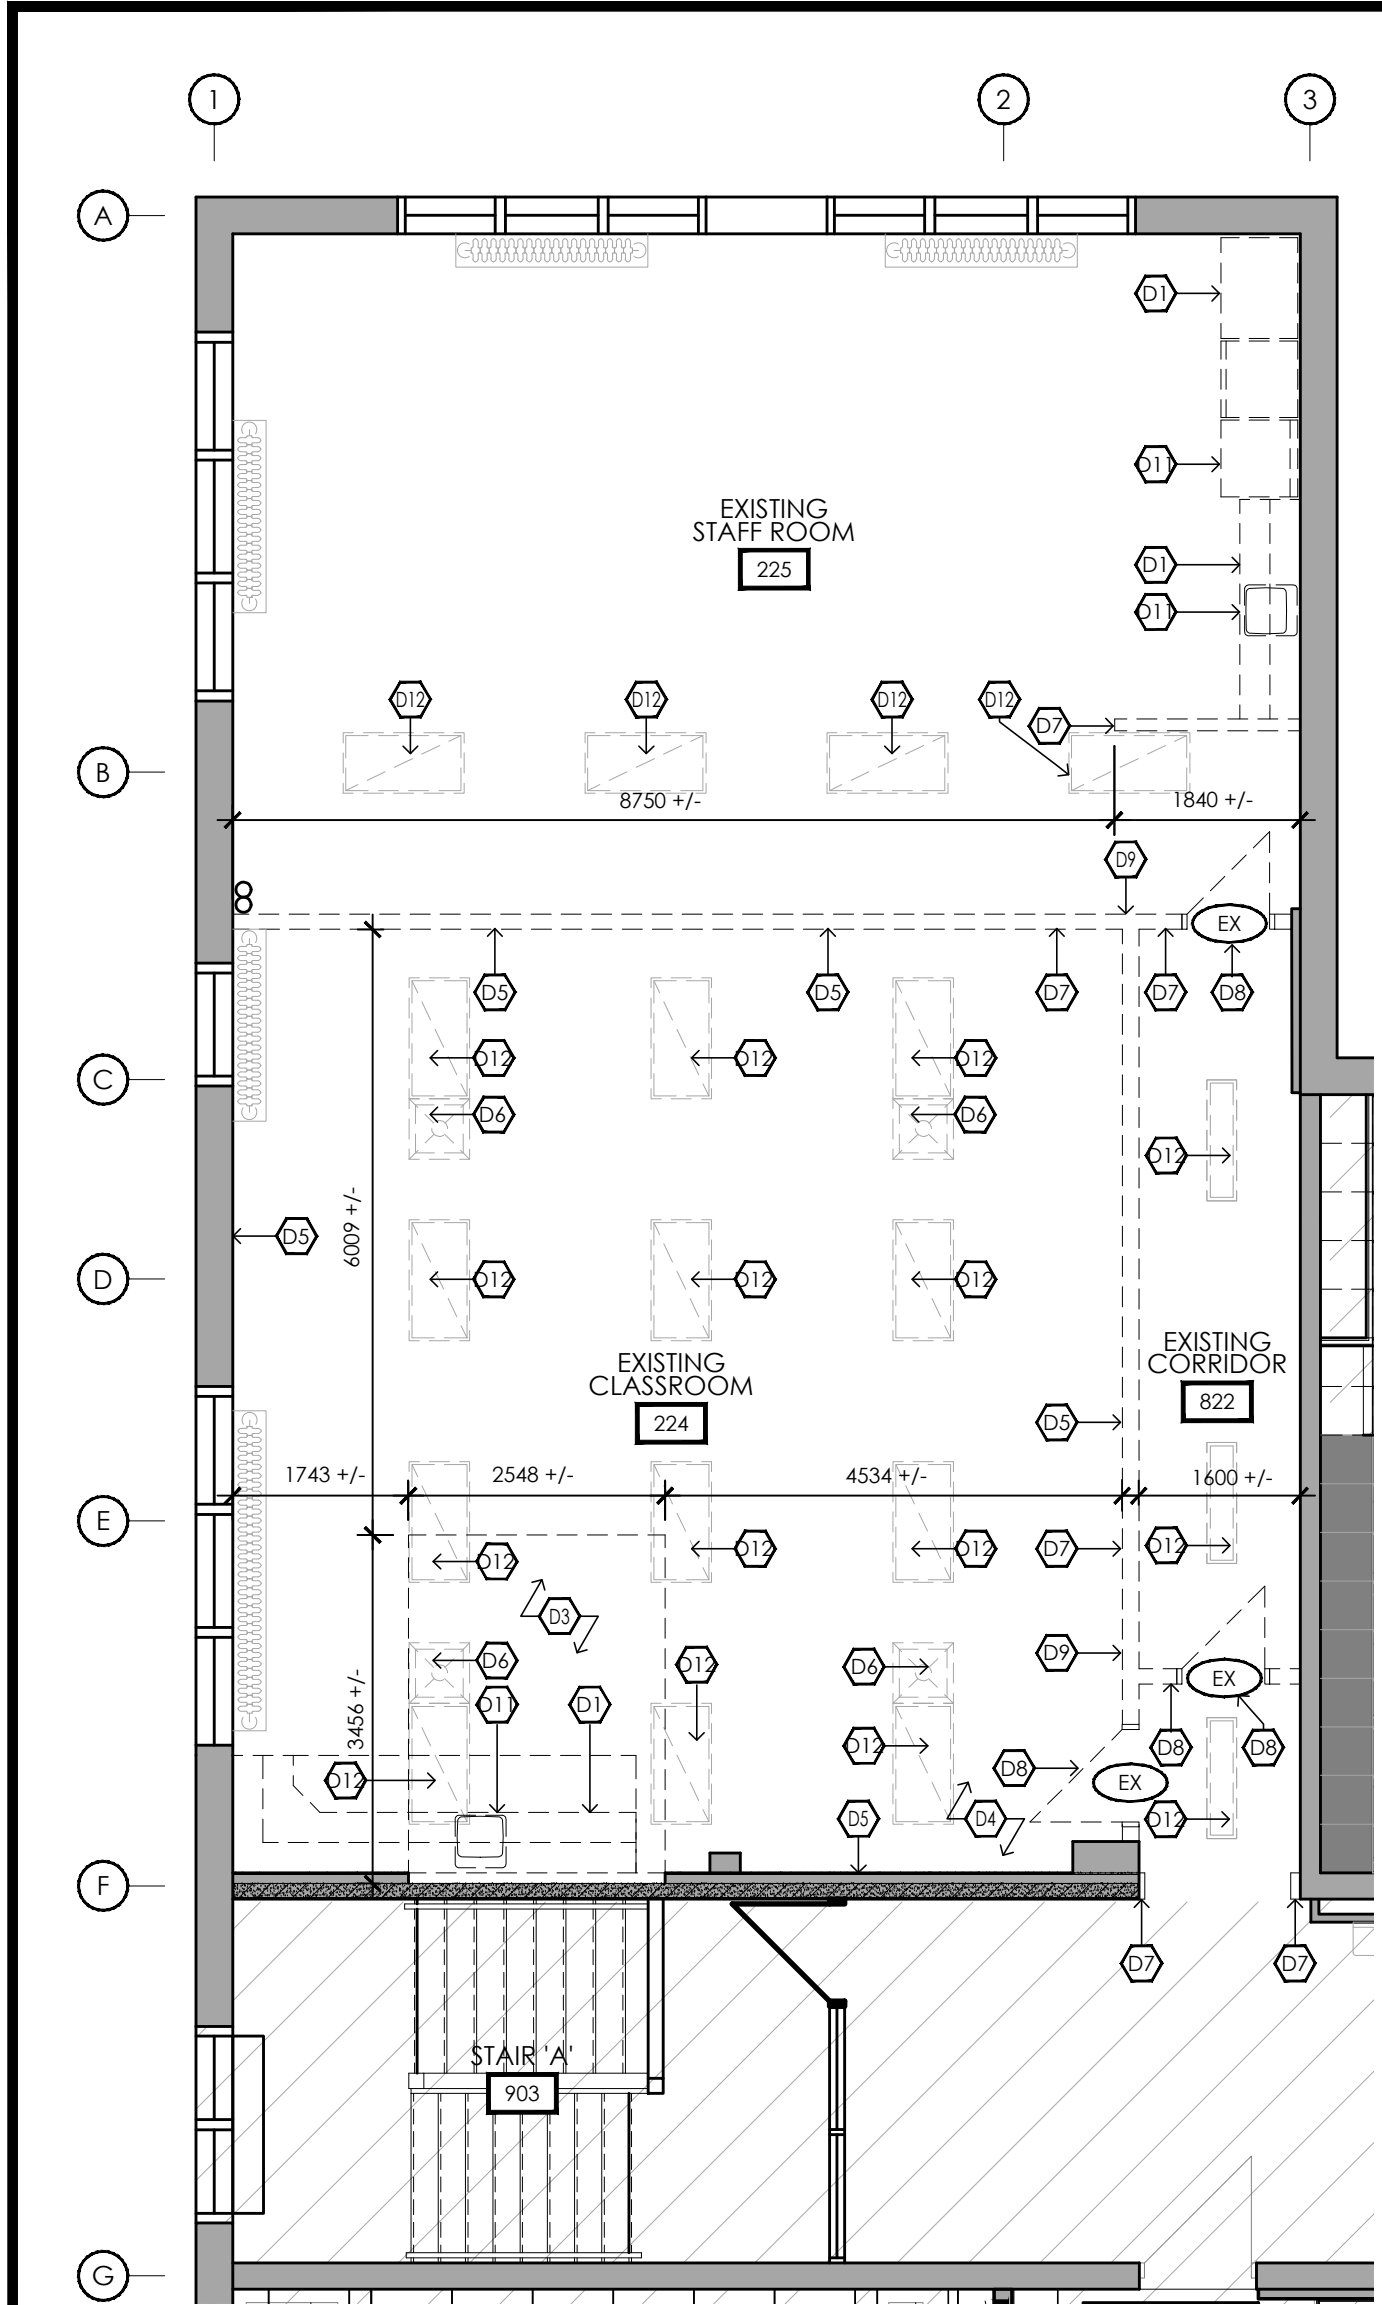 1
2
3
A
D1
D11
EXISTING
STAFF ROOM
225
D1
D11
D12
D12
D12
D12
D7
B
8750 +/-
1840 +/-
D9
EX
D5
D5
D7
D7
D8
D12
D12
D12
C
D6
D6
D12
6009 +/-
D5
D
D12
D12
D12
EXISTING
CLASSROOM
224
EXISTING
CORRIDOR
822
D5
1743 +/-
2548 +/-
4534 +/-
1600 +/-
E
D12
D12
D12
D7
D12
D3
D6
D12
D6
D9
EX
3456 +/-
D11
D1
D12
D8
D8
D12
D8
EX
D5
D4
D12
F
D7
D7
STAIR 'A'
903
G